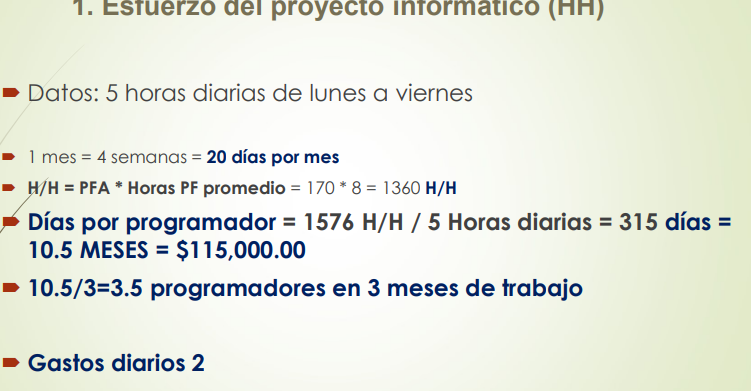 1. Esfuerzo del proyecto informático (HH)
Datos: 5 horas diarias de lunes a viernes
1 mes = 4 semanas = 20 días por mes
H/H = PFA * Horas PF promedio = 170 * 8 = 1360 H/H
Días por programador = 1576 H/H / 5 Horas diarias = 315 días =
10.5 MESES = $115,000.00
10.5/3=3.5 programadores en 3 meses de trabajo
Gastos diarios 2